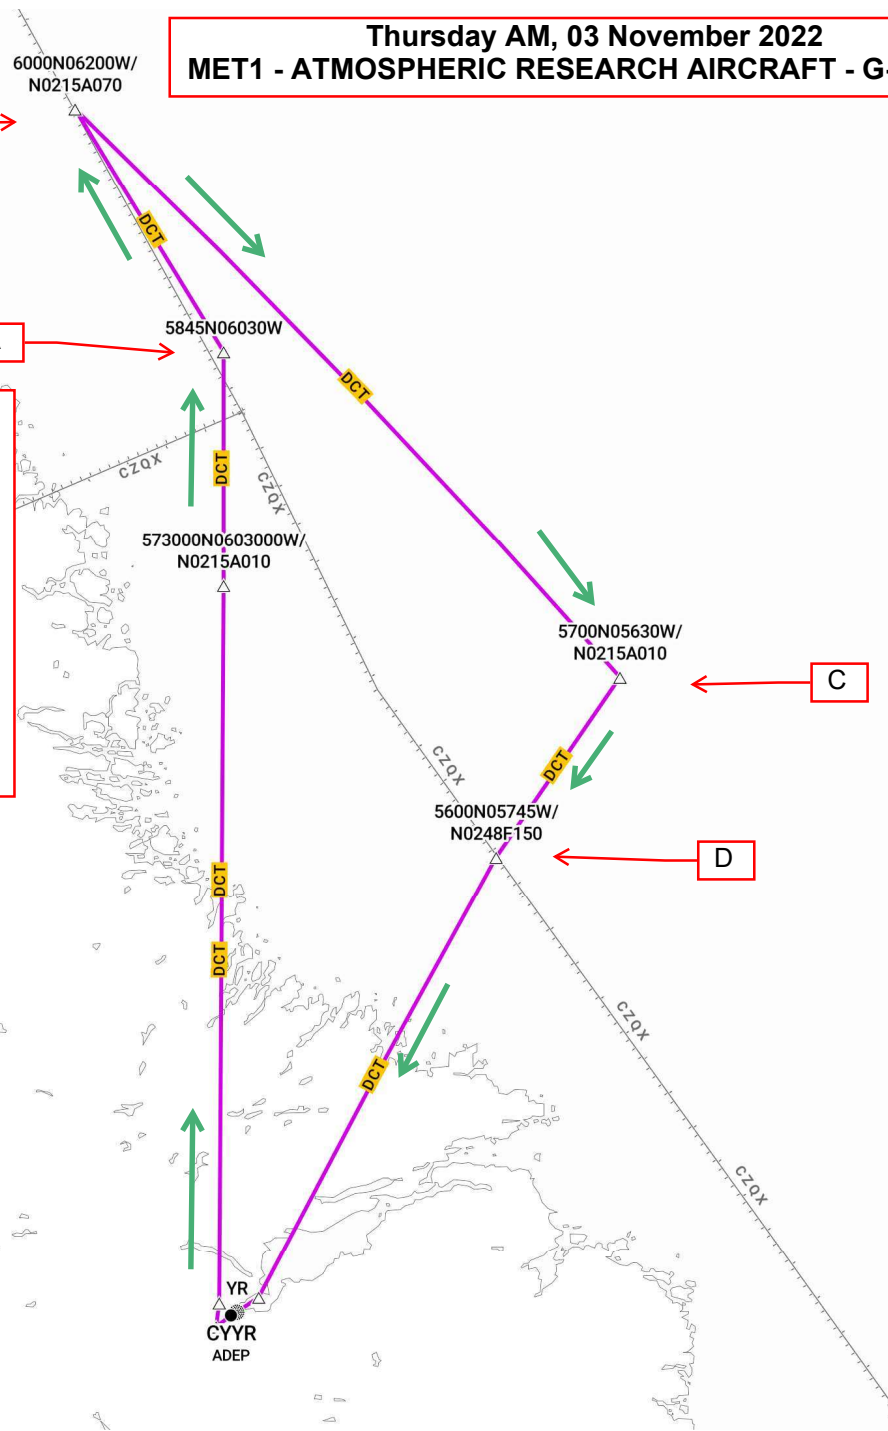 Thursday AM, 03 November 2022
MET1 - ATMOSPHERIC RESEARCH AIRCRAFT - G-
6000N06200W/
N0215A070
DCT
5845N06030W
DCT
DCT
CZQX
CZQX
573000N0603000W/
N0215A010
5700N05630W/
N0215A010
C
CZQX
DCT
5600N05745W/
N0248F150
D
DCT
DCT
CZQX
DCT
CZQX
YR
CYYR
ADEP